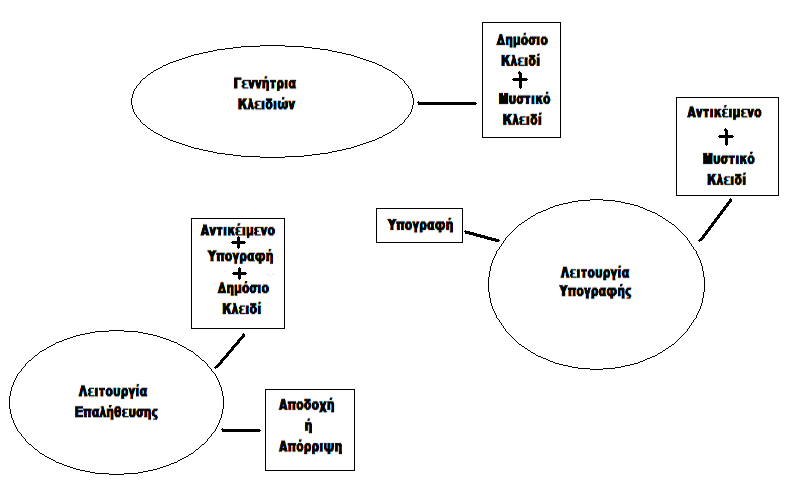 Γεννήτρια
Κλειδιών
Δημόσιο
Κλειδί
+
Μυστικό
Κλειδί
Αντικείμενο
+
Μυστικό
Κλειδί
Υπογραφή
Λειτουργία
Υπογραφής
Αντικέιμενο
+
Υπογραφή
+
Δημόσιο
Κλειδί
Λειτουργία
Επαλήθευσης
Αποδοχή
ή
Απόρριψη